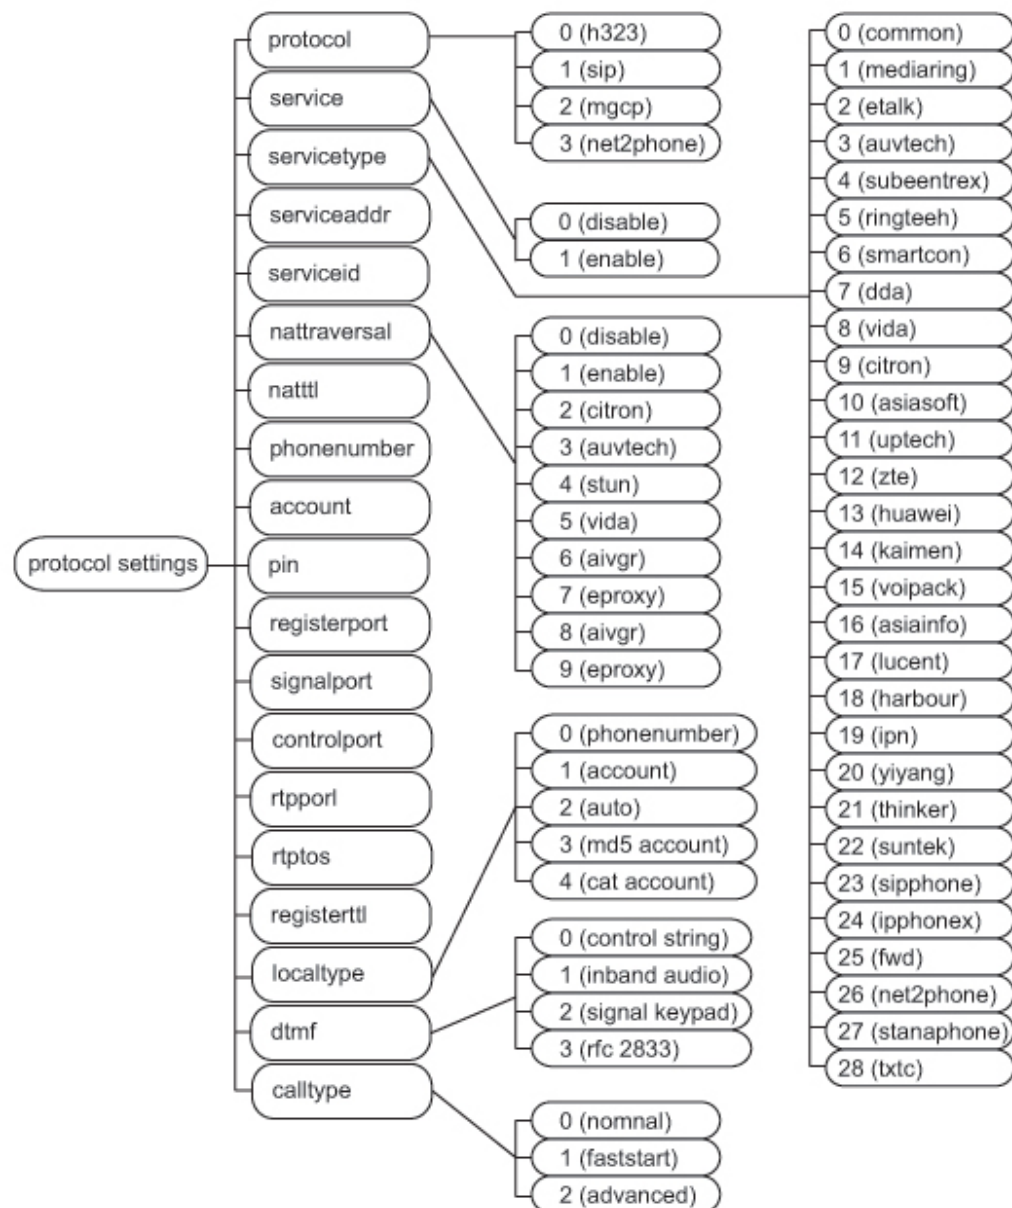 protocol settings
protocol
service
servicetype
serviceaddr
serviceid
nattraversal
natttl
phonenumber
account
pin
registerport
signalport
controlport
rtpporl
rtptos
registerttl
localtype
dtmf
calltype
0 (h323)
1 (sip)
2 (mgcp)
3 (net2phone)
0 (disable)
1 (enable)
0 (disable)
1 (enable)
2 (citron)
3 (auvtech)
4 (stun)
5 (vida)
6 (aivgr)
7 (eproxy)
8 (aivgr)
9 (eproxy)
0 (phonenumber)
1 (account)
2 (auto)
3 (md5 account)
4 (cat account)
0 (control string)
1 (inband audio)
2 (signal keypad)
3 (rfc 2833)
0 (nomnal)
1 (faststart)
2 (advanced)
0 (common)
1 (mediaring)
2 (etalk)
3 (auvtech)
4 (subeentrex)
5 (ringteeh)
6 (smartcon)
7 (dda)
8 (vida)
9 (citron)
10 (asiasoft)
11 (uptech)
12 (zte)
13 (huawei)
14 (kaimen)
15 (voipack)
16 (asiainfo)
17 (lucent)
18 (harbour)
19 (ipn)
20 (yiyang)
21 (thinker)
22 (suntek)
23 (sipphone)
24 (ipphonex)
25 (fwd)
26 (net2phone)
27 (stanaphone)
28 (txtc)